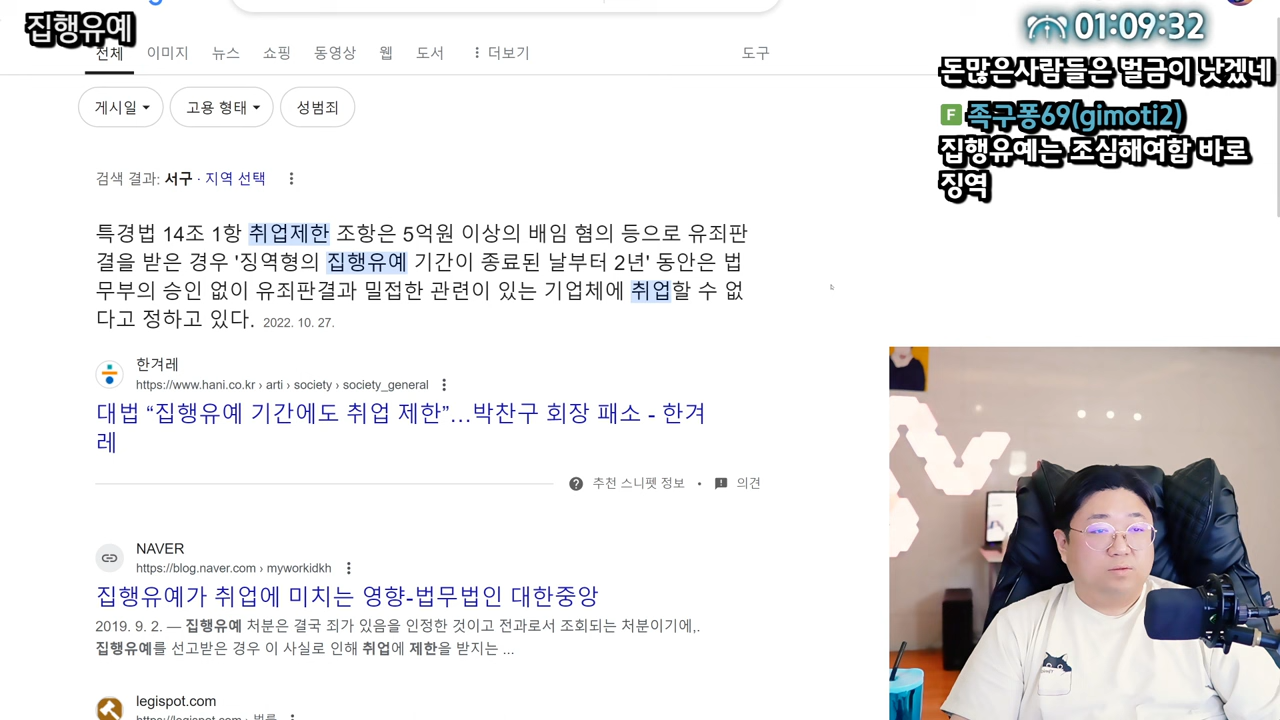 집행유예
전체 이미지 뉴스 쇼핑 동영상 웹 도서 더보기 도구
게시일 고용 형태 성범죄
검색 결과: 서구 · 지역 선택
특경법 14조 1항 취업제한 조항은 5억원 이상의 배임 혐의 등으로 유죄판
결을 받은 경우 '징역형의 집행유예 기간이 종료된 날부터 2년' 동안은 법
무부의 승인 없이 유죄판결과 밀접한 관련이 있는 기업체에 취업할 수 없
다고 정하고 있다. 2022. 10. 27.
한겨레
https://www.hani.co.kr › arti › society › society_general
대법 “집행유예 기간에도 취업 제한”…박찬구 회장 패소 - 한겨
레
추천 스니펫 정보 • 의견
NAVER
https://blog.naver.com › myworkidkh
집행유예가 취업에 미치는 영향-법무법인 대한중앙
2019. 9. 2. — 집행유예 처분은 결국 죄가 있음을 인정한 것이고 전과로서 조회되는 처분이기에,.
집행유예를 선고받은 경우 이 사실로 인해 취업에 제한을 받지는 ...
legispot.com
https://legispot.com › 법률
01:09:32
돈많은사람들은 벌금이 낫겠네
F 족구퐁69(gimoti2)
집행유예는 조심해여함 바로
징역